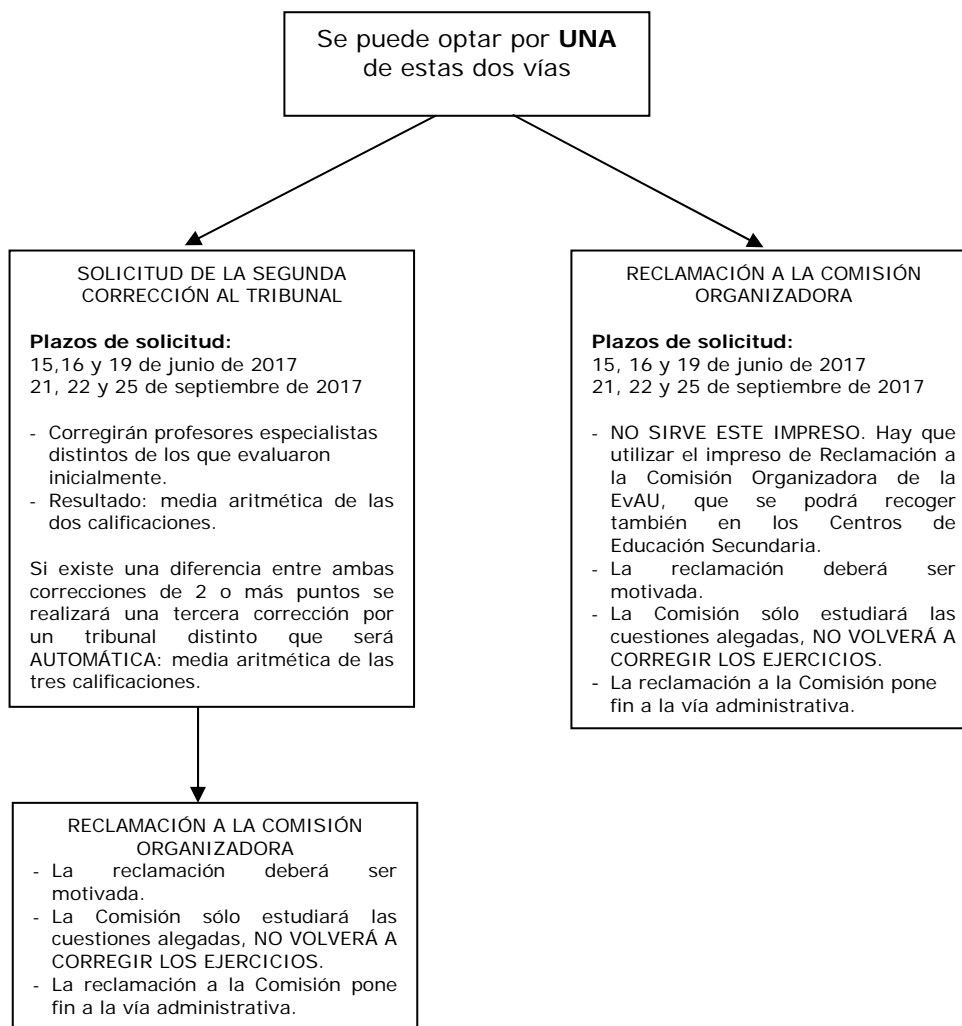 Se puede optar por UNA
de estas dos vías
SOLICITUD DE LA SEGUNDA
CORRECCIÓN AL TRIBUNAL
Plazos de solicitud:
15,16 y 19 de junio de 2017
21, 22 y 25 de septiembre de 2017
- Corregirán profesores especialistas
distintos de los que evaluaron
inicialmente.
- Resultado: media aritmética de las
dos calificaciones.
Si existe una diferencia entre ambas
correcciones de 2 o más puntos se
realizará una tercera corrección por
un tribunal distinto que será
AUTOMÁTICA: media aritmética de las
tres calificaciones.
RECLAMACIÓN A LA COMISIÓN
ORGANIZADORA
Plazos de solicitud:
15, 16 y 19 de junio de 2017
21, 22 y 25 de septiembre de 2017
- NO SIRVE ESTE IMPRESO. Hay que
utilizar el impreso de Reclamación a
la Comisión Organizadora de la
EvAU, que se podrá recoger
también en los Centros de
Educación Secundaria.
- La reclamación deberá ser
motivada.
- La Comisión sólo estudiará las
cuestiones alegadas, NO VOLVERÁ A
CORREGIR LOS EJERCICIOS.
- La reclamación a la Comisión pone
fin a la vía administrativa.
RECLAMACIÓN A LA COMISIÓN
ORGANIZADORA
- La reclamación deberá ser
motivada.
- La Comisión sólo estudiará las
cuestiones alegadas, NO VOLVERÁ A
CORREGIR LOS EJERCICIOS.
- La reclamación a la Comisión pone
fin a la vía administrativa.